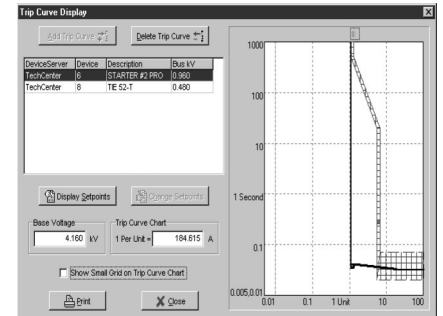 Trip Curve Display
Add Trip Curve
Delete Trip Curve
DeviceServer Device Description Bus kV
TechCenter 6 STARTER #2 PRO 0.960
TechCenter 8 TIE 52-T 0.480
Display Setpoints
Change Setpoints
Base Voltage
4.160 kV
Trip Curve Chart
1 Per Unit = 184.615 A
Show Small Grid on Trip Curve Chart
Print
Close
1000
100
10
1 Second
0.1
0.005,0.01
0.01 0.1 1 Unit 10 100